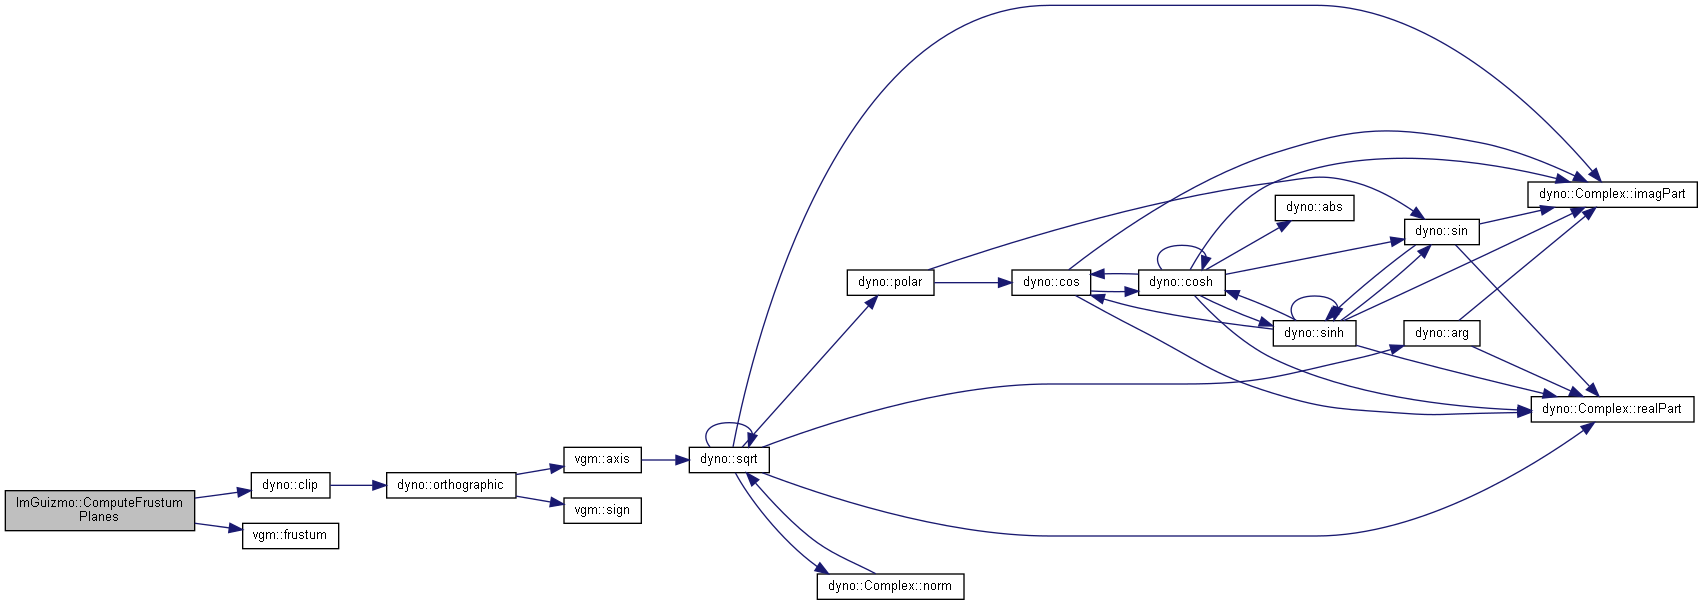 ImGuizmo::ComputeFrustum
Planes
dyno::clip
vgm::frustum
dyno::orthographic
vgm::axis
vgm::sign
dyno::sqrt
dyno::polar
dyno::Complex::norm
dyno::cos
dyno::cosh
dyno::abs
dyno::sinh
dyno::sin
dyno::arg
dyno::Complex::imagPart
dyno::Complex::realPart